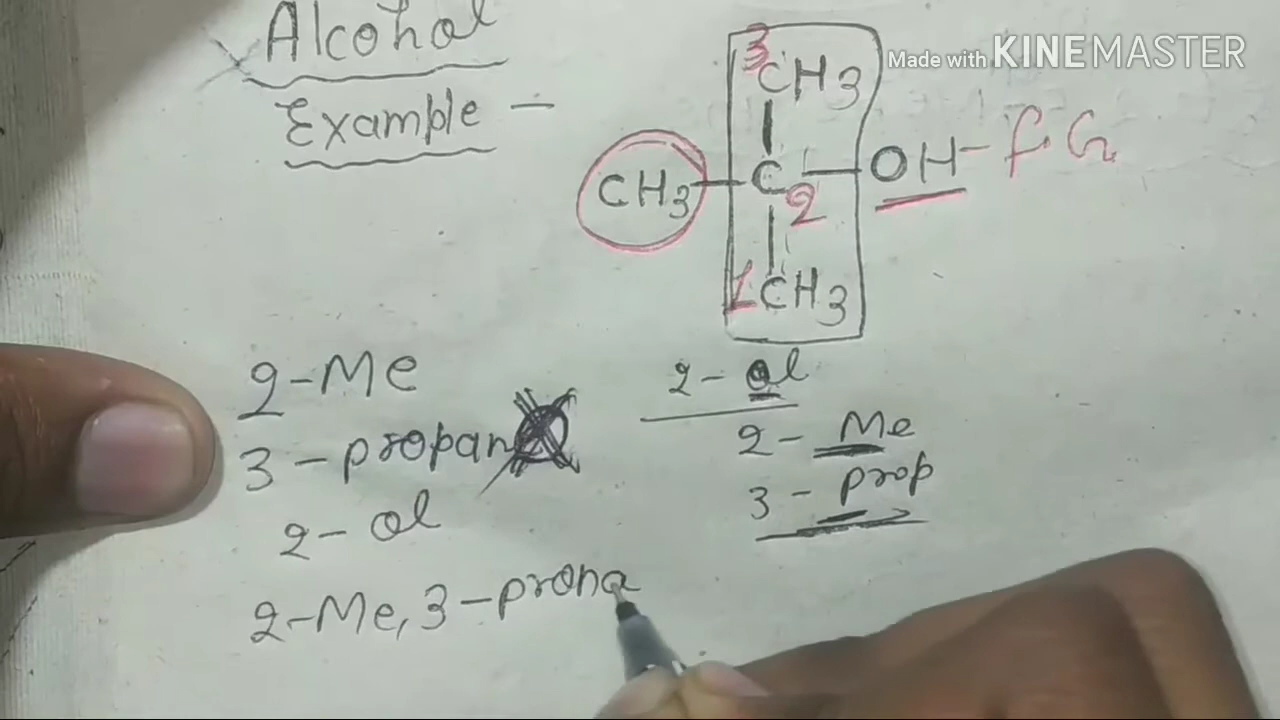 Alcohol
Example -
3
CH3
CH3 - C - OH - f G
2
1 CH3
2-Me
3-propan
2-ol
2-Me, 3-prona
2-ol
2-Me
3-prop
Made with KINEMASTER